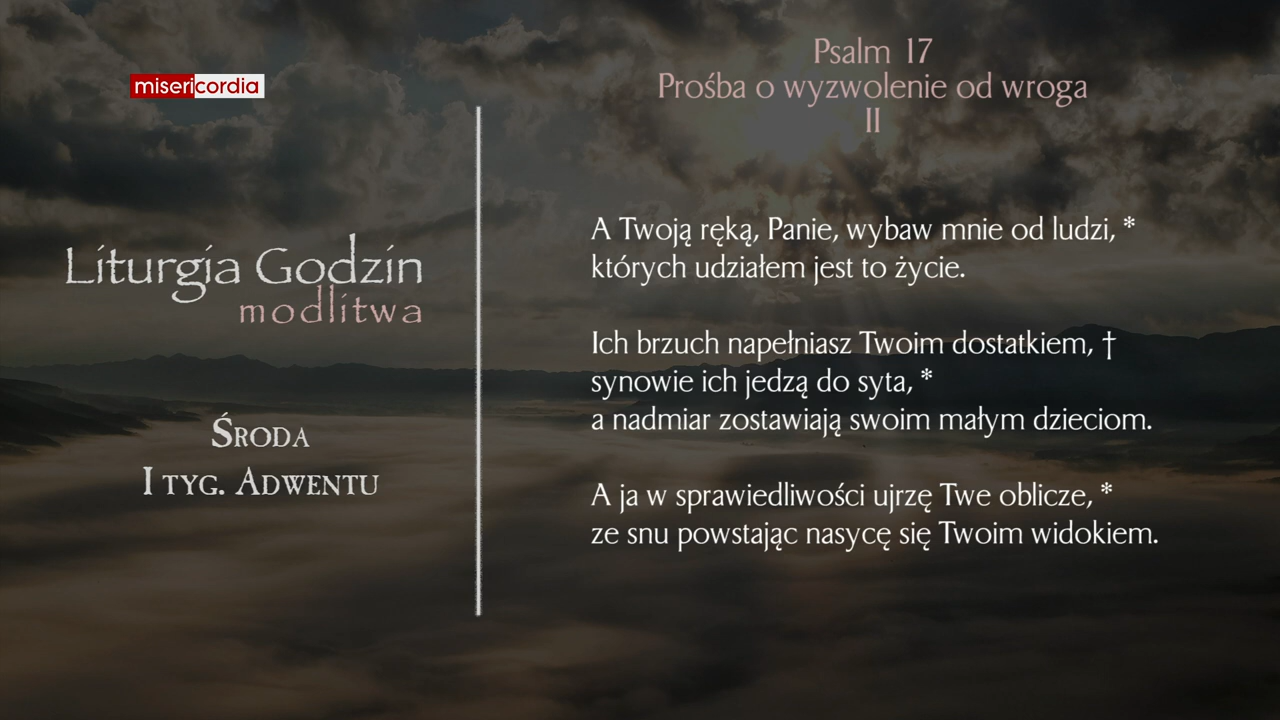 misericordia
Liturgia Godzin
modlitwa
Środa
I tyg. Adwentu
Psalm 17
Prośba o wyzwolenie od wroga
II
A Twoją ręką, Panie, wybaw mnie od ludzi, *
których udziałem jest to życie.
Ich brzuch napełniasz Twoim dostatkiem, †
synowie ich jedzą do syta, *
a nadmiar zostawiają swoim małym dzieciom.
A ja w sprawiedliwości ujrzę Twe oblicze, *
ze snu powstając nasycę się Twoim widokiem.